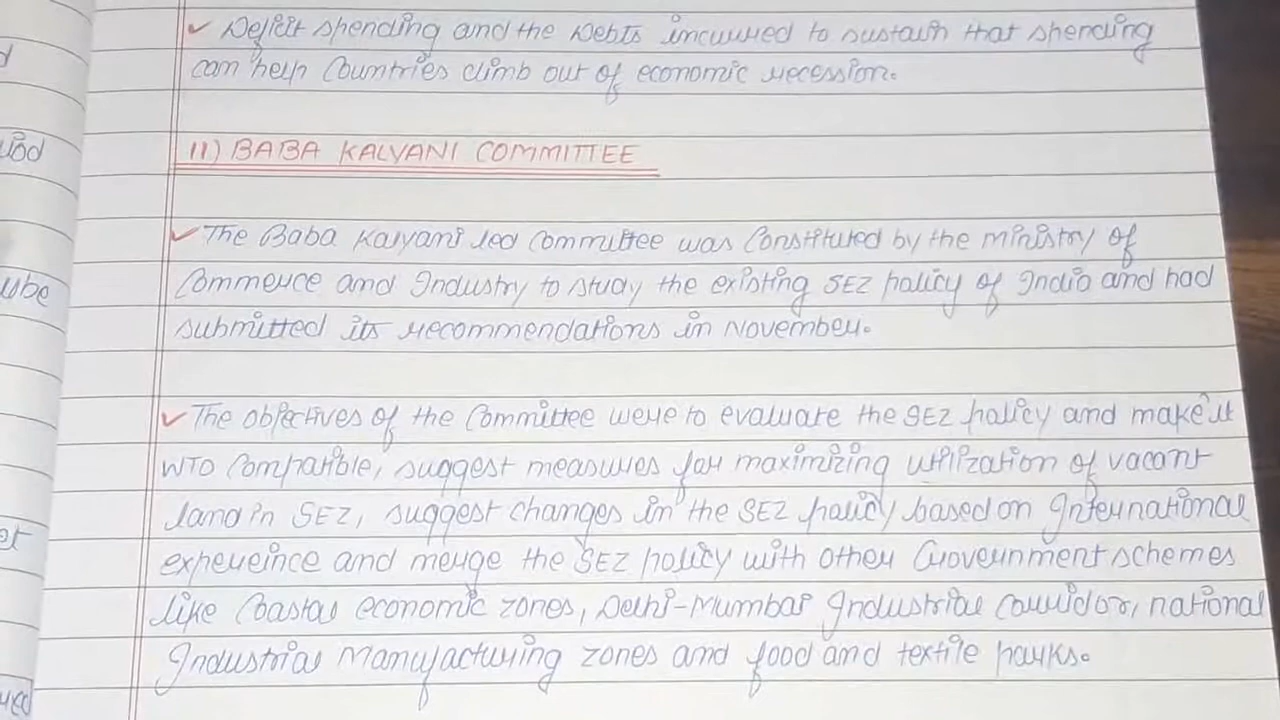 ✓ Deficit spending and the Debts incurred to sustain that spending
can help Countries climb out of economic recession.
11) BABA KALYANI COMMITTEE
✓ The Baba Kalyani led Committee was Constituted by the ministry of
Commerce and Industry to study the existing SEZ policy of India and had
submitted its recommendations in November.
✓ The objectives of the Committee were to evaluate the SEZ policy and make it
WTO Compatible, suggest measures for maximizing utilization of vacant
land in SEZ, suggest changes in the SEZ policy based on International
expereince and merge the SEZ policy with other Government schemes
like Coastal economic zones, Delhi-Mumbai Industrial Corridor, national
Industrial Manufacturing zones and food and textile parks.